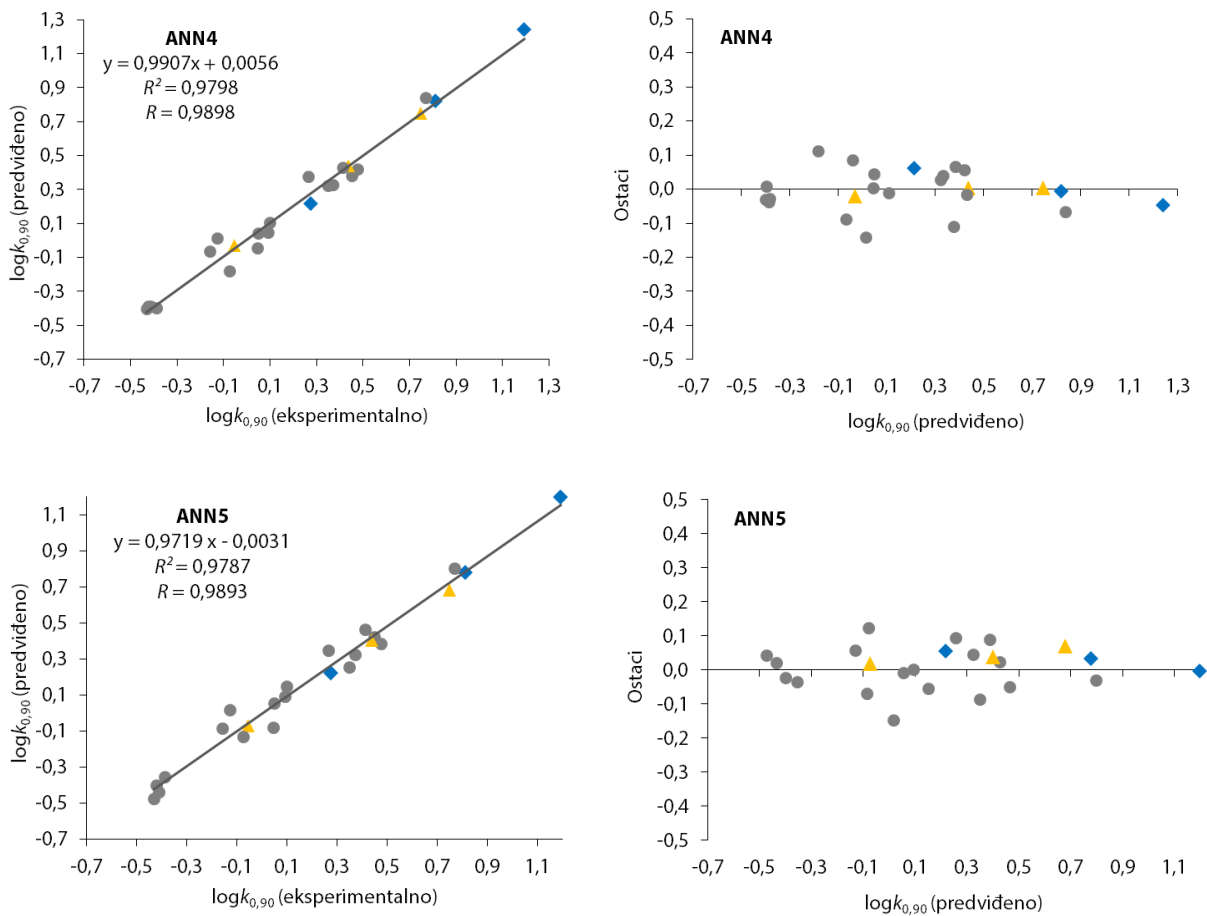 ANN4
y = 0,9907x + 0,0056
R² = 0,9798
R = 0,9898
1,3
1,1
0,9
0,7
0,5
0,3
0,1
-0,1
-0,3
-0,5
-0,7
logk0,90 (predviđeno)
-0,7 -0,5 -0,3 -0,1 0,1 0,3 0,5 0,7 0,9 1,1 1,3
logk0,90 (eksperimentalno)
ANN4
0,5
0,4
0,3
0,2
0,1
0,0
-0,1
-0,2
-0,3
-0,4
-0,5
Ostaci
-0,7 -0,5 -0,3 -0,1 0,1 0,3 0,5 0,7 0,9 1,1 1,3
logk0,90 (predviđeno)
ANN5
y = 0,9719 x - 0,0031
R² = 0,9787
R = 0,9893
1,1
0,9
0,7
0,5
0,3
0,1
-0,1
-0,3
-0,5
-0,7
logk0,90 (predviđeno)
-0,7 -0,5 -0,3 -0,1 0,1 0,3 0,5 0,7 0,9 1,1
logk0,90 (eksperimentalno)
ANN5
0,5
0,4
0,3
0,2
0,1
0,0
-0,1
-0,2
-0,3
-0,4
-0,5
Ostaci
-0,7 -0,5 -0,3 -0,1 0,1 0,3 0,5 0,7 0,9 1,1
logk0,90 (predviđeno)